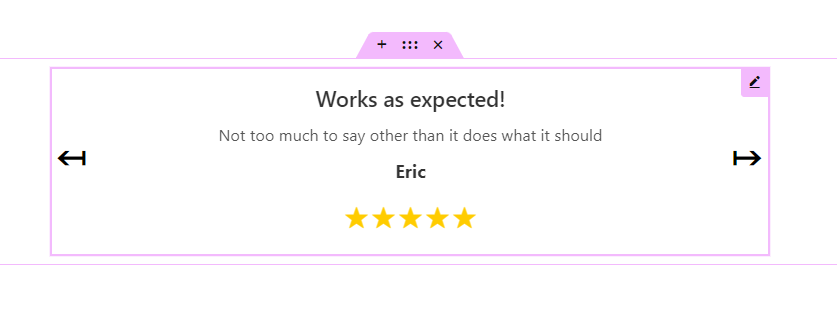 Works as expected!
Not too much to say other than it does what it should
Eric